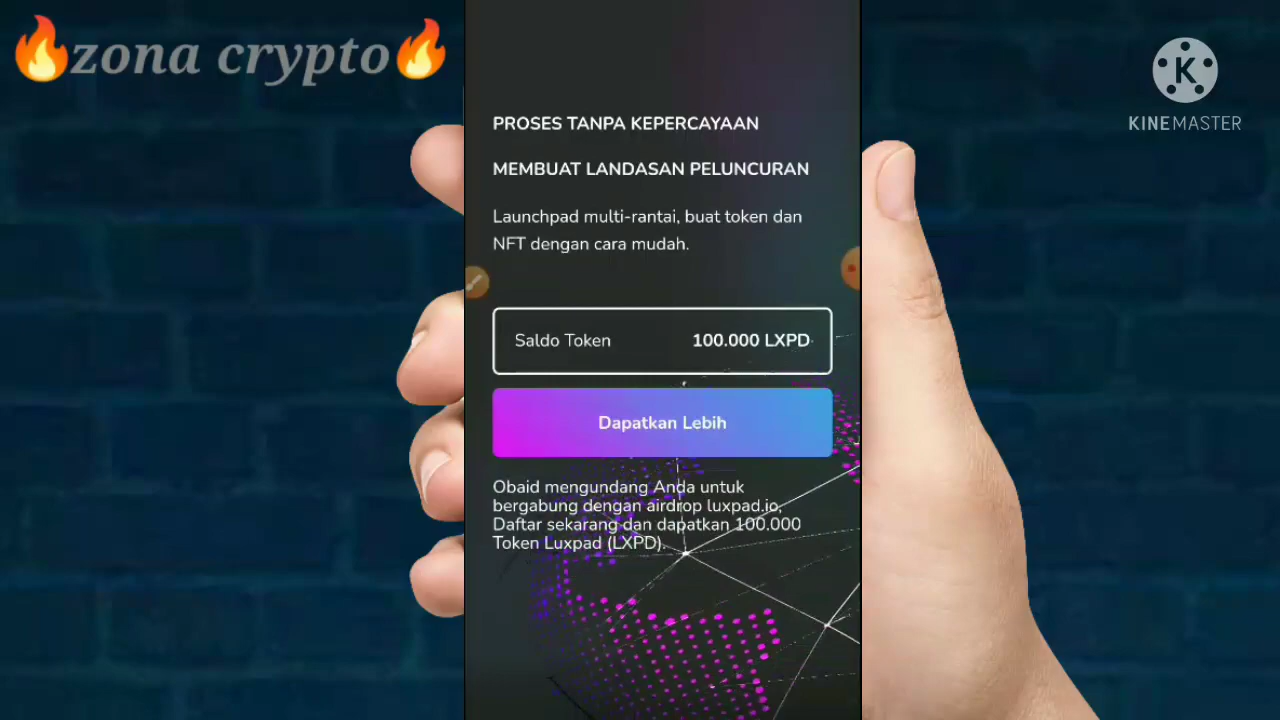 🔥zona crypto🔥
KINEMASTER
PROSES TANPA KEPERCAYAAN
MEMBUAT LANDASAN PELUNCURAN
Launchpad multi-rantai, buat token dan
NFT dengan cara mudah.
Saldo Token 100.000 LXPD
Dapatkan Lebih
Obaid mengundang Anda untuk
bergabung dengan airdrop luxpad.io,
Daftar sekarang dan dapatkan 100.000
Token Luxpad (LXPD).